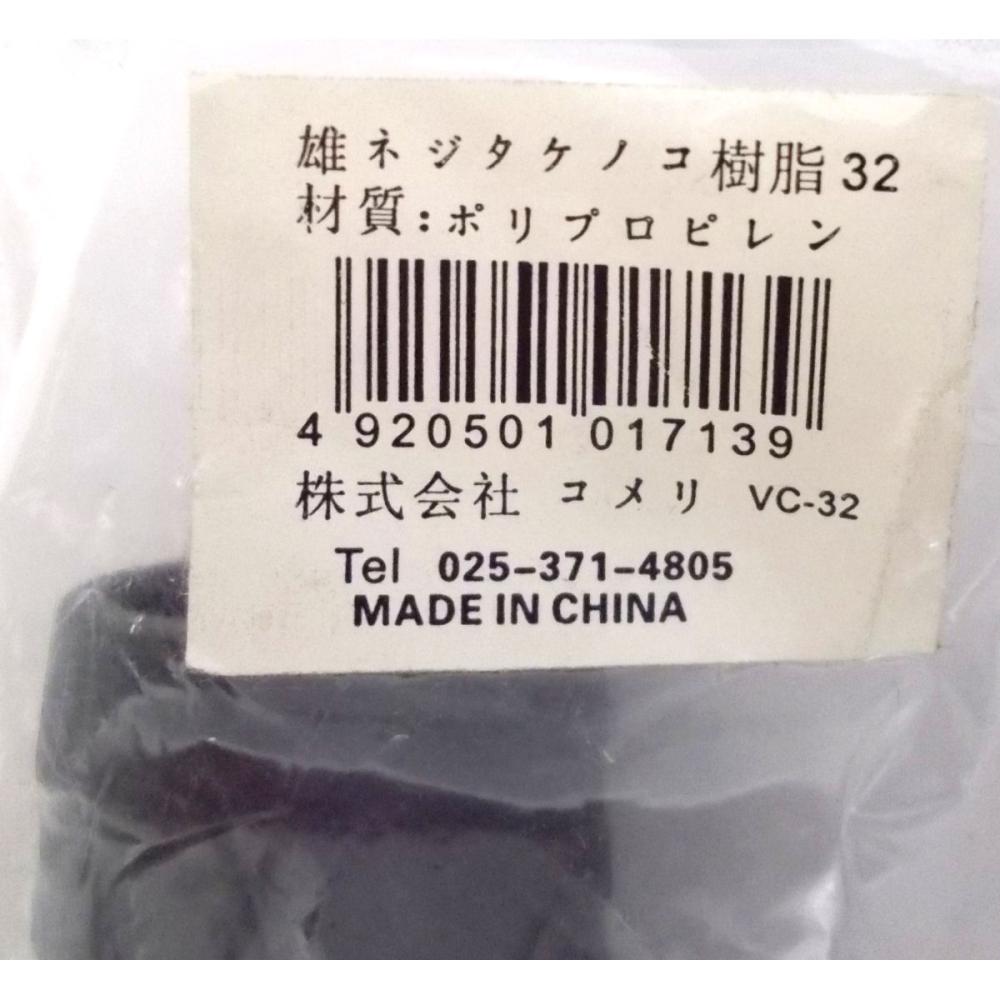 雄ネジタケノコ樹脂32
材質:ポリプロピレン
4 920501 017139
株式会社 コメリ VC-32
Tel 025-371-4805
MADE IN CHINA